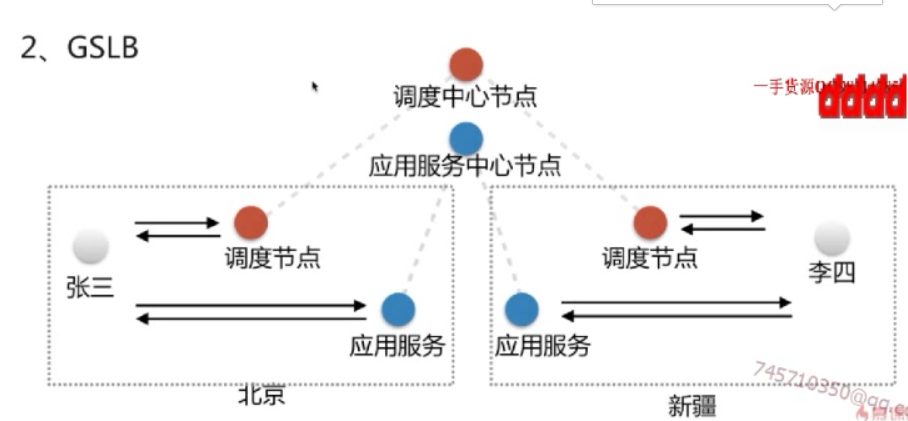 2、GSLB
调度中心节点
一手货源
dddd
应用服务中心节点
调度节点
调度节点
张三
李四
应用服务
应用服务
北京
新疆
745710350@qq.co